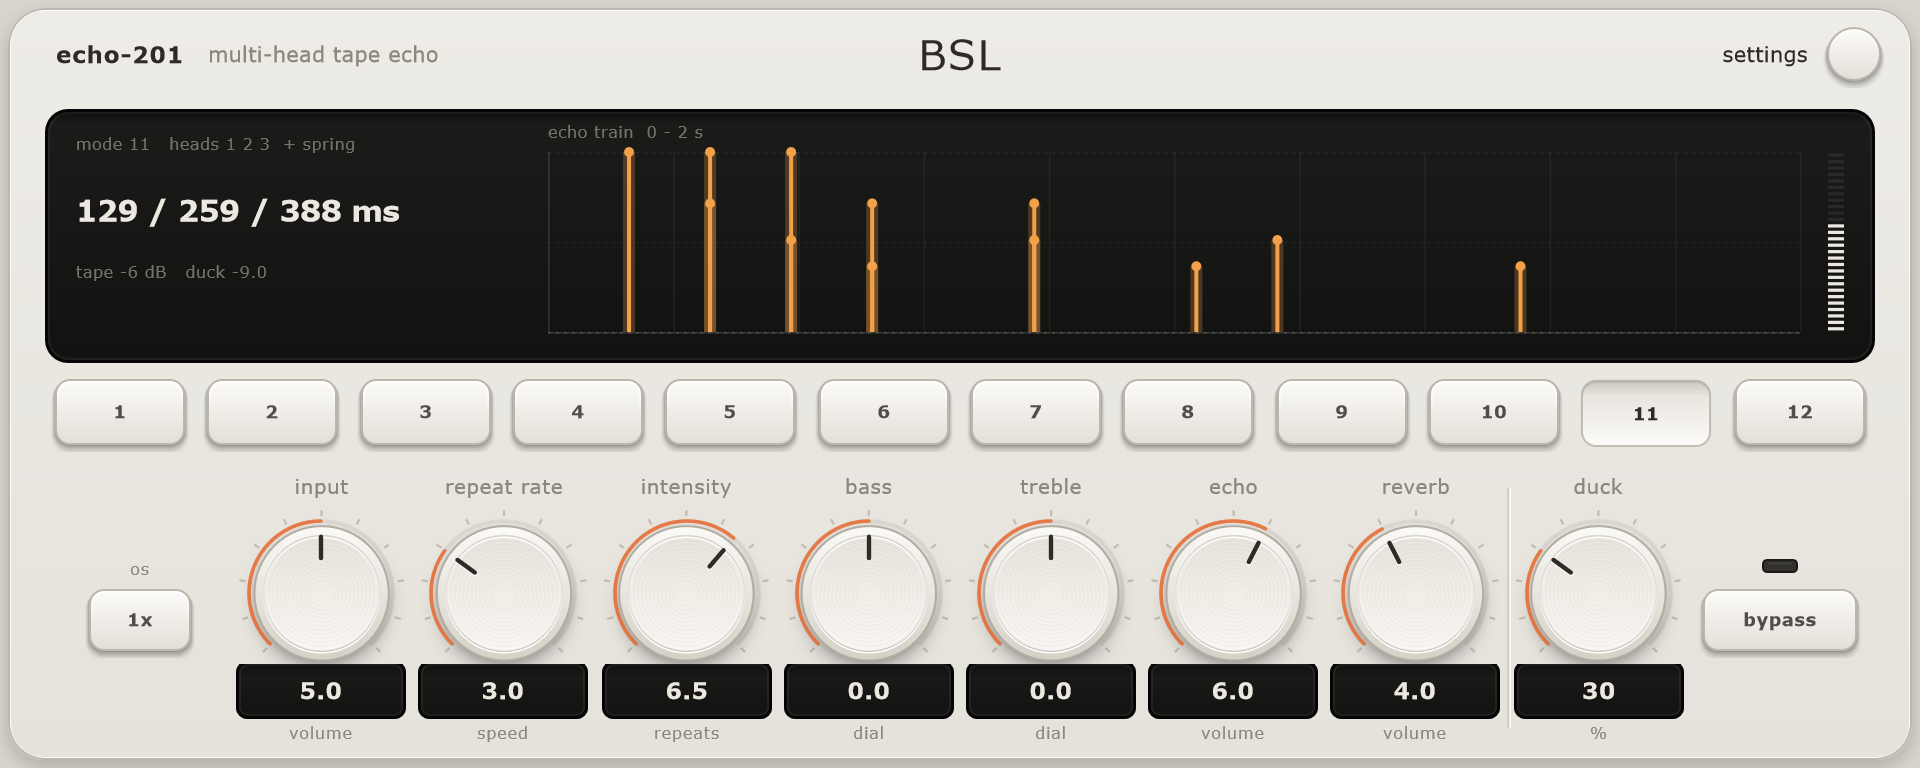 echo-201 multi-head tape echo BSL settings
mode 11 heads 1 2 3 + spring
129 / 259 / 388 ms
tape -6 dB duck -9.0
echo train 0 - 2 s
1 2 3 4 5 6 7 8 9 10 11 12
input repeat rate intensity bass treble echo reverb duck
os
1x
bypass
5.0 3.0 6.5 0.0 0.0 6.0 4.0 30
volume speed repeats dial dial volume volume %